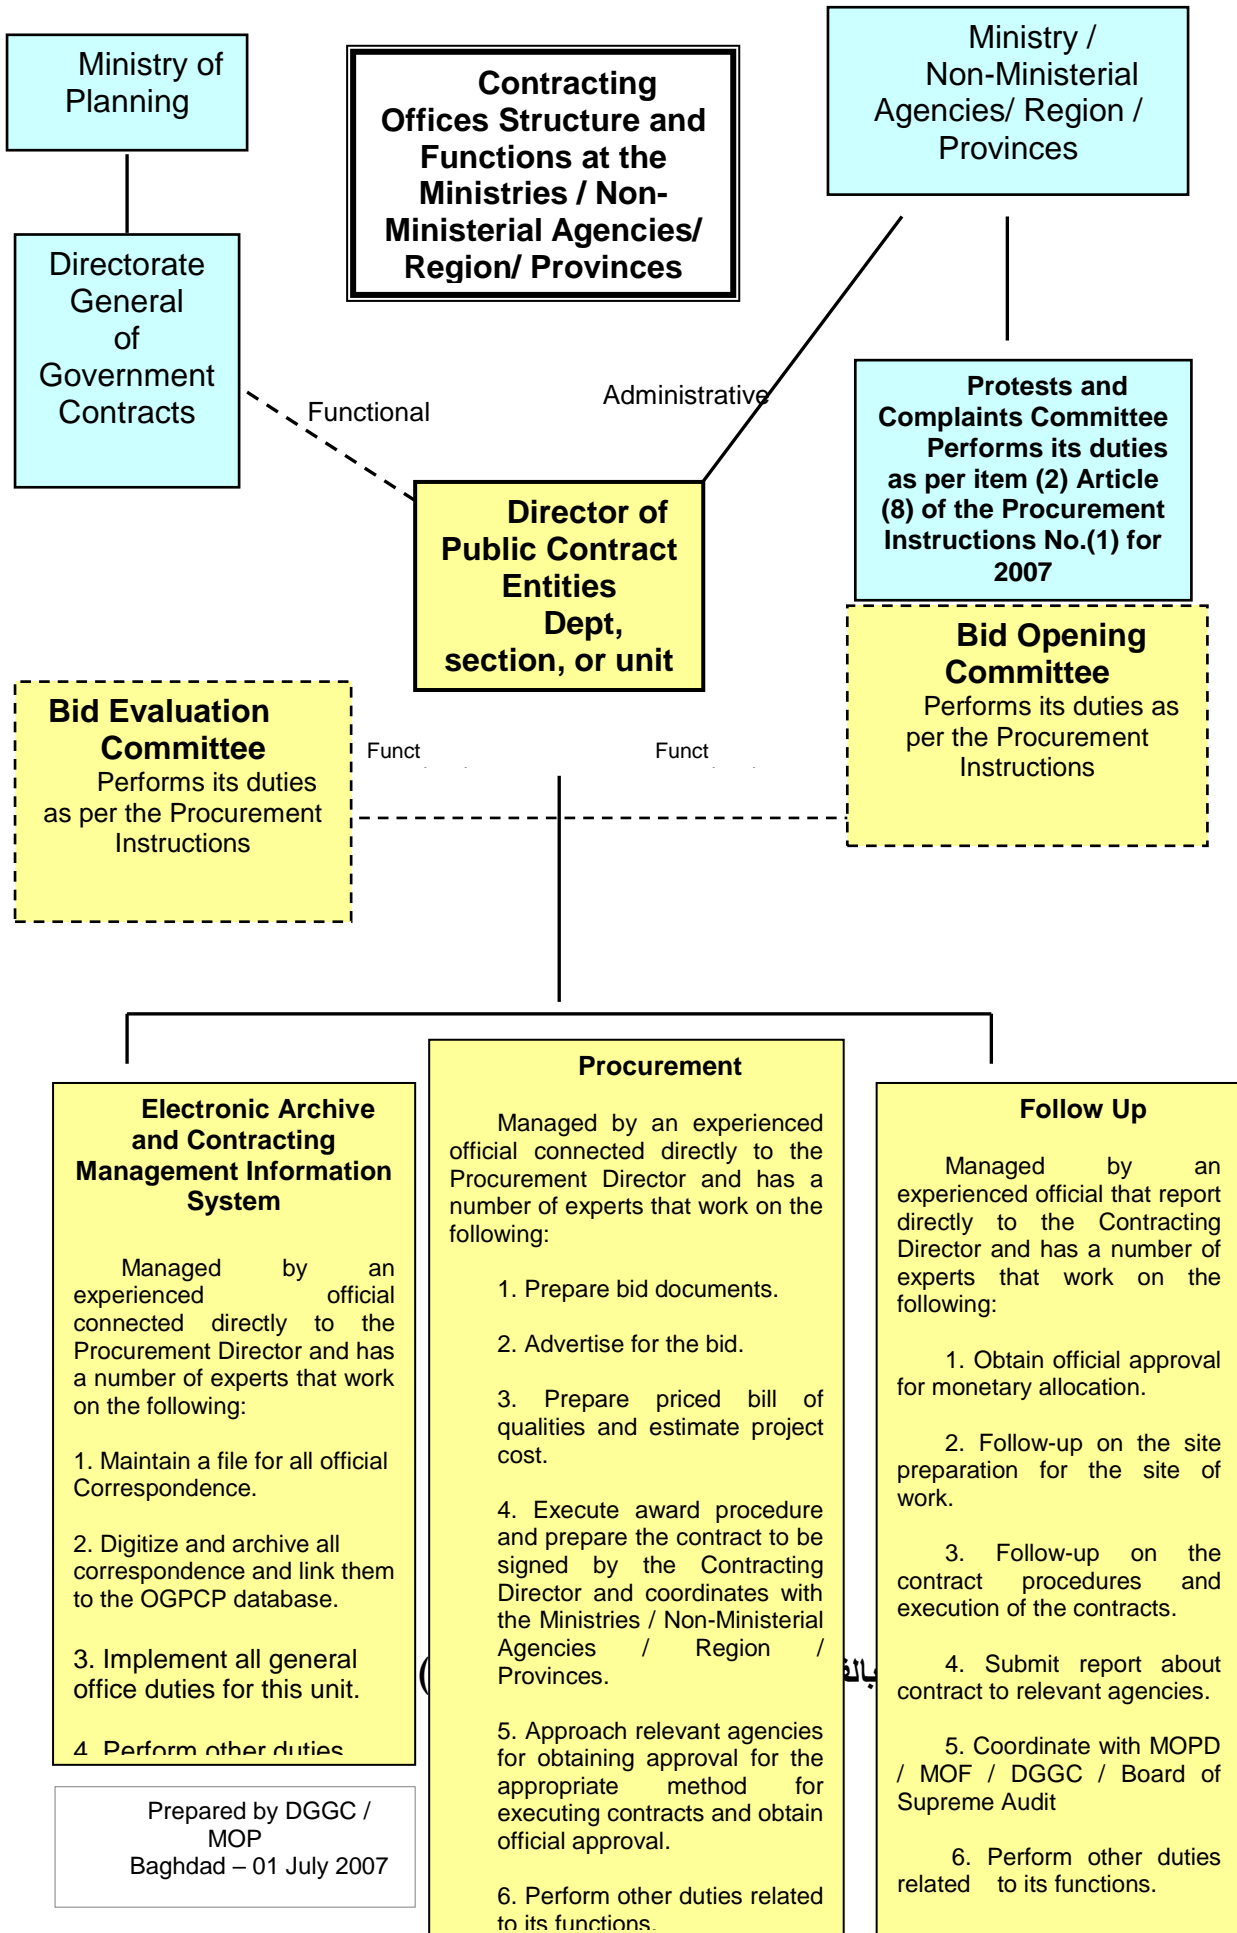 Ministry of
Planning
Contracting
Offices Structure and
Functions at the
Ministries / Non-
Ministerial Agencies/
Region/ Provinces
Ministry /
Non-Ministerial
Agencies/ Region /
Provinces
Directorate
General
of
Government
Contracts
Functional
Administrative
Protests and
Complaints Committee
Performs its duties
as per item (2) Article
(8) of the Procurement
Instructions No.(1) for
2007
Director of
Public Contract
Entities
Dept,
section, or unit
Bid Opening
Committee
Performs its duties as
per the Procurement
Instructions
Bid Evaluation
Committee
Performs its duties
as per the Procurement
Instructions
Funct
Funct
Electronic Archive
and Contracting
Management Information
System
Managed by an
experienced official
connected directly to the
Procurement Director and has
a number of experts that work
on the following:
1. Maintain a file for all official
Correspondence.
2. Digitize and archive all
correspondence and link them
to the OGPCP database.
3. Implement all general
office duties for this unit.
4. Perform other duties
Prepared by DGGC /
MOP
Baghdad – 01 July 2007
Procurement
Managed by an experienced
official connected directly to the
Procurement Director and has a
number of experts that work on the
following:
1. Prepare bid documents.
2. Advertise for the bid.
3. Prepare priced bill of
qualities and estimate project
cost.
4. Execute award procedure
and prepare the contract to be
signed by the Contracting
Director and coordinates with
the Ministries / Non-Ministerial
Agencies / Region /
Provinces.
5. Approach relevant agencies
for obtaining approval for the
appropriate method for
executing contracts and obtain
official approval.
6. Perform other duties related
to its functions.
Follow Up
Managed by an
experienced official that report
directly to the Contracting
Director and has a number of
experts that work on the
following:
1. Obtain official approval
for monetary allocation.
2. Follow-up on the site
preparation for the site of
work.
3. Follow-up on the
contract procedures and
execution of the contracts.
4. Submit report about
contract to relevant agencies.
5. Coordinate with MOPD
/ MOF / DGGC / Board of
Supreme Audit
6. Perform other duties
related to its functions.